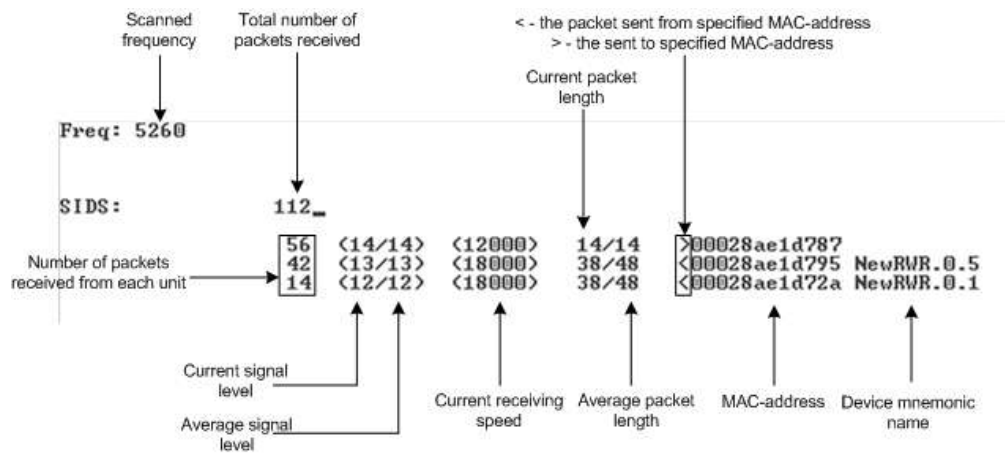 Scanned
frequency
Total number of
packets received
< - the packet sent from specified MAC-address
> - the sent to specified MAC-address
Current packet
length
Freq: 5260
SIDS: 112_
56 (14/14) (12000) 14/14 >00028ae1d787
42 (13/13) (18000) 38/48 <00028ae1d795 NewRWR.0.5
14 (12/12) (18000) 38/48 <00028ae1d72a NewRWR.0.1
Number of packets
received from each unit
Current signal
level
Average signal
level
Current receiving
speed
Average packet
length
MAC-address
Device mnemonic
name